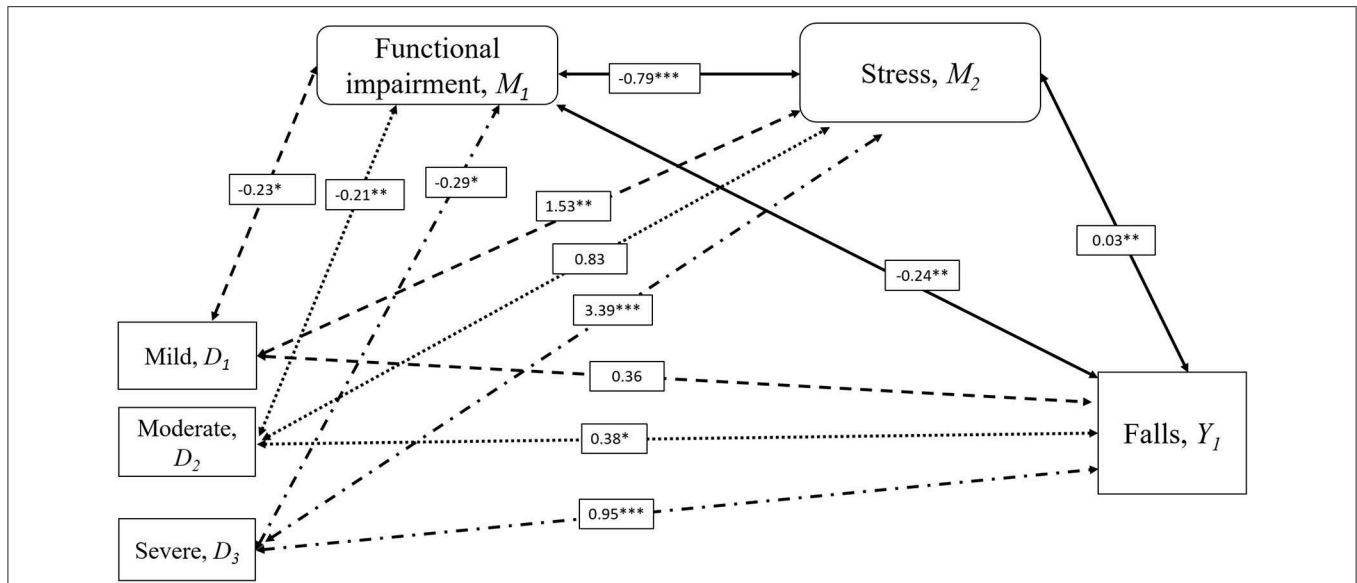 Functional
impairment, M1
Stress, M2
-0.79***
-0.23*
-0.21**
-0.29*
1.53**
0.83
3.39***
-0.24**
0.03**
Mild, D1
0.36
Moderate,
D2
0.38*
Falls, Y1
Severe, D3
0.95***